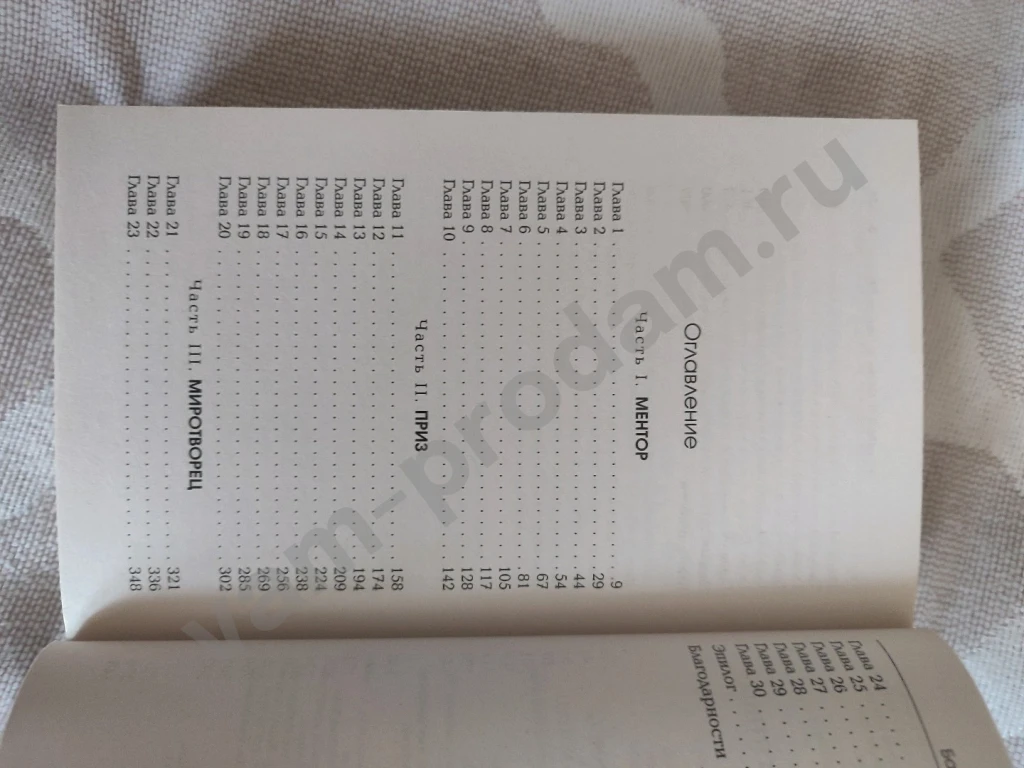 Оглавление
Часть I. МЕНТОР
Глава 1 . . . . . . . . . . . . . . . . . . . . . . . . 9
Глава 2 . . . . . . . . . . . . . . . . . . . . . . . . 29
Глава 3 . . . . . . . . . . . . . . . . . . . . . . . . 44
Глава 4 . . . . . . . . . . . . . . . . . . . . . . . . 54
Глава 5 . . . . . . . . . . . . . . . . . . . . . . . . 67
Глава 6 . . . . . . . . . . . . . . . . . . . . . . . . 81
Глава 7 . . . . . . . . . . . . . . . . . . . . . . . . 105
Глава 8 . . . . . . . . . . . . . . . . . . . . . . . . 117
Глава 9 . . . . . . . . . . . . . . . . . . . . . . . . 128
Глава 10 . . . . . . . . . . . . . . . . . . . . . . . 142
Часть II. ПРИЗ
Глава 11 . . . . . . . . . . . . . . . . . . . . . . . 158
Глава 12 . . . . . . . . . . . . . . . . . . . . . . . 174
Глава 13 . . . . . . . . . . . . . . . . . . . . . . . 194
Глава 14 . . . . . . . . . . . . . . . . . . . . . . . 209
Глава 15 . . . . . . . . . . . . . . . . . . . . . . . 224
Глава 16 . . . . . . . . . . . . . . . . . . . . . . . 238
Глава 17 . . . . . . . . . . . . . . . . . . . . . . . 256
Глава 18 . . . . . . . . . . . . . . . . . . . . . . . 269
Глава 19 . . . . . . . . . . . . . . . . . . . . . . . 285
Глава 20 . . . . . . . . . . . . . . . . . . . . . . . 302
Часть III. МИРОТВОРЕЦ
Глава 21 . . . . . . . . . . . . . . . . . . . . . . . 321
Глава 22 . . . . . . . . . . . . . . . . . . . . . . . 336
Глава 23 . . . . . . . . . . . . . . . . . . . . . . . 348
Глава 24 . . . .
Глава 25 . . . .
Глава 26 . . . .
Глава 27 . . . .
Глава 28 . . . .
Глава 29 . . . .
Глава 30 . . . .
Эпилог . . . .
Благодарности
vam-prodam.ru